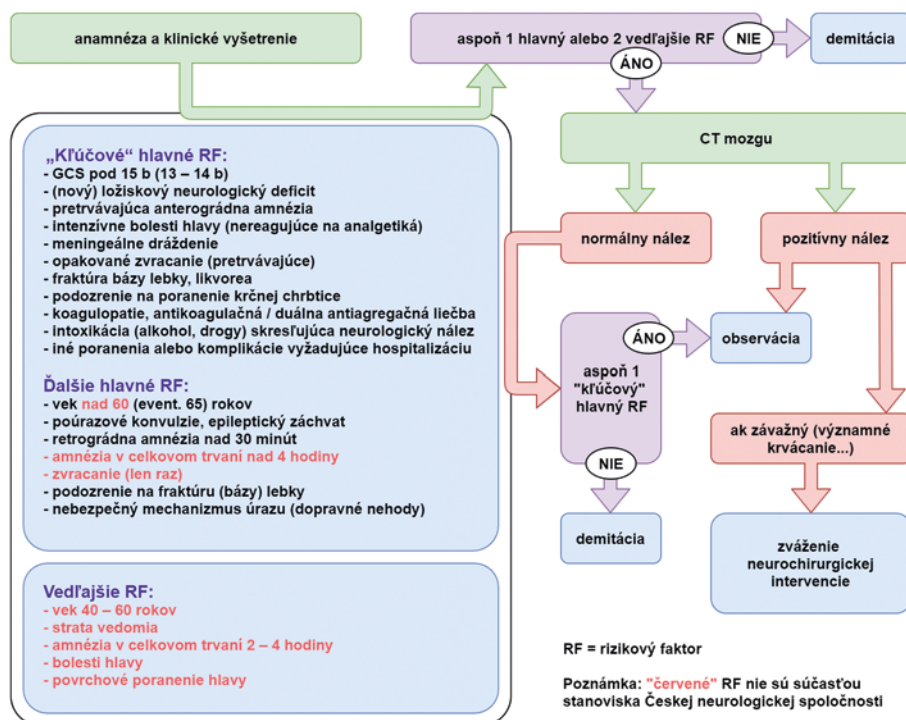 anamnéza a klinické vyšetrenie
aspoň 1 hlavný alebo 2 vedľajšie RF
NIE
demitácia
ÁNO
„Kľúčové“ hlavné RF:
- GCS pod 15 b (13 – 14 b)
- (nový) ložiskový neurologický deficit
- pretrvávajúca anterográdna amnézia
- intenzívne bolesti hlavy (nereagujúce na analgetiká)
- meningeálne dráždenie
- opakované zvracanie (pretrvávajúce)
- fraktúra bázy lebky, likvorea
- podozrenie na poranenie krčnej chrbtice
- koagulopatie, antikoagulačná / duálna antiagregačná liečba
- intoxikácia (alkohol, drogy) skresľujúca neurologický nález
- iné poranenia alebo komplikácie vyžadujúce hospitalizáciu
Ďalšie hlavné RF:
- vek nad 60 (event. 65) rokov
- poúrazové konvulzie, epileptický záchvat
- retrográdna amnézia nad 30 minút
- amnézia v celkovom trvaní nad 4 hodiny
- zvracanie (len raz)
- podozrenie na fraktúru (bázy) lebky
- nebezpečný mechanizmus úrazu (dopravné nehody)
Vedľajšie RF:
- vek 40 – 60 rokov
- strata vedomia
- amnézia v celkovom trvaní 2 – 4 hodiny
- bolesti hlavy
- povrchové poranenie hlavy
CT mozgu
normálny nález
pozitívny nález
aspoň 1
"kľúčový"
hlavný RF
ÁNO
observácia
NIE
demitácia
ak závažný (významné
krvácanie...)
zváženie
neurochirurgickej
intervencie
RF = rizikový faktor
Poznámka: "červené" RF nie sú súčasťou
stanoviska Českej neurologickej spoločnosti